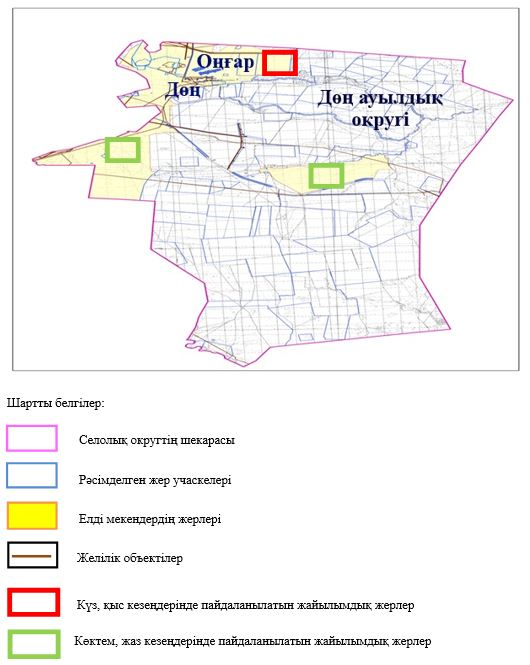 Оңғар
Дөң
Дөң ауылдық
округі
Шартты белгілер:
Селолық округтің шекарасы
Рәсімделген жер учаскелері
Елді мекендердің жерлері
Желілік объектілер
Күз, қыс кезеңдерінде пайдаланылатын жайылымдық жерлер
Көктем, жаз кезеңдерінде пайдаланылатын жайылымдық жерлер